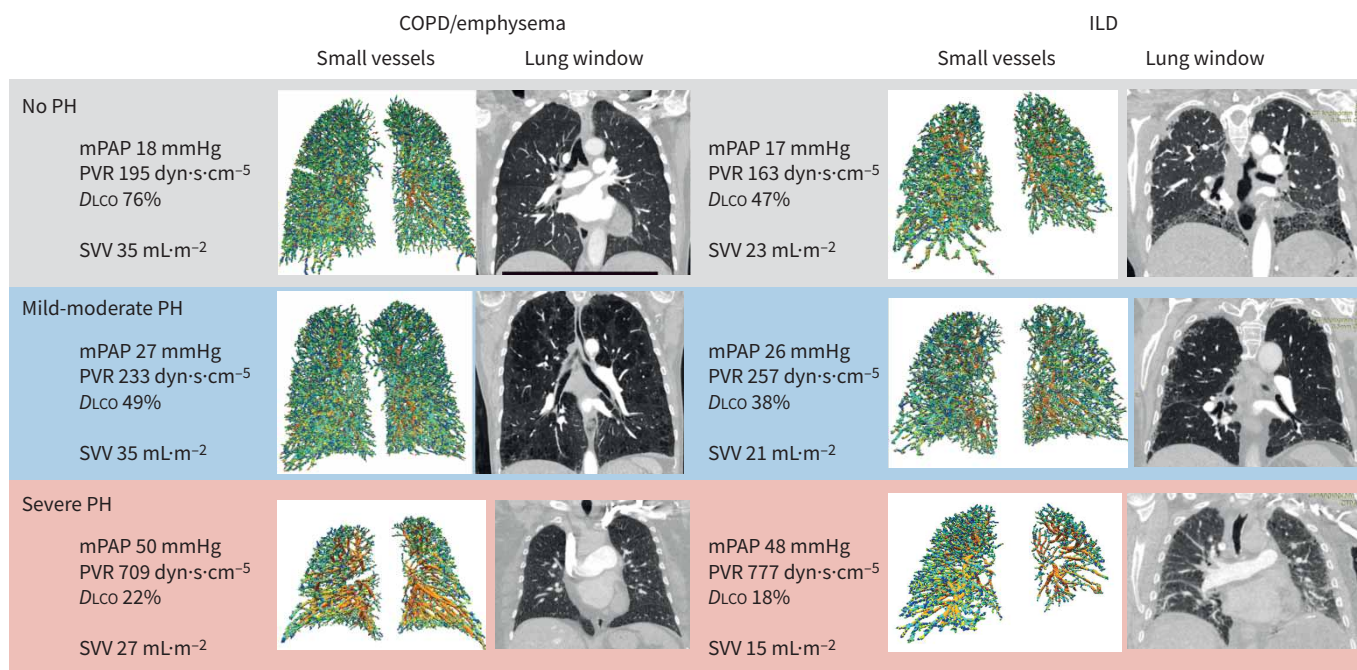 COPD/emphysema
ILD
Small vessels
Lung window
Small vessels
Lung window
No PH
mPAP 18 mmHg
PVR 195 dyn·s·cm⁻⁵
DLCO 76%
SVV 35 mL·m⁻²
mPAP 17 mmHg
PVR 163 dyn·s·cm⁻⁵
DLCO 47%
SVV 23 mL·m⁻²
Mild-moderate PH
mPAP 27 mmHg
PVR 233 dyn·s·cm⁻⁵
DLCO 49%
SVV 35 mL·m⁻²
mPAP 26 mmHg
PVR 257 dyn·s·cm⁻⁵
DLCO 38%
SVV 21 mL·m⁻²
Severe PH
mPAP 50 mmHg
PVR 709 dyn·s·cm⁻⁵
DLCO 22%
SVV 27 mL·m⁻²
mPAP 48 mmHg
PVR 777 dyn·s·cm⁻⁵
DLCO 18%
SVV 15 mL·m⁻²